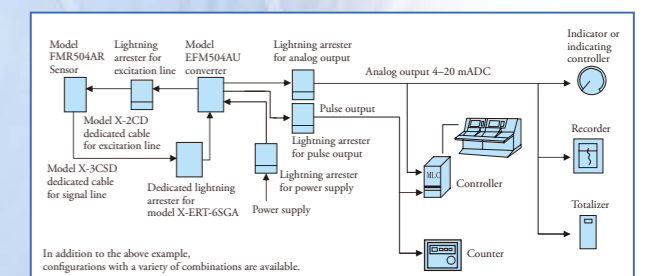 Model
FMR504AR
Sensor
Lightning
arrester for
excitation line
Model
EFM504AU
converter
Lightning arrester
for analog output
Analog output 4–20 mADC
Indicator or
indicating
controller
Pulse output
Lightning arrester
for pulse output
Model X-2CD
dedicated cable
for excitation line
Model X-3CSD
dedicated cable
for signal line
Dedicated lightning
arrester for
model X-ERT-6SGA
Lightning arrester
for power supply
Power supply
MLC
Controller
Recorder
Totalizer
Counter
In addition to the above example,
configurations with a variety of combinations are available.